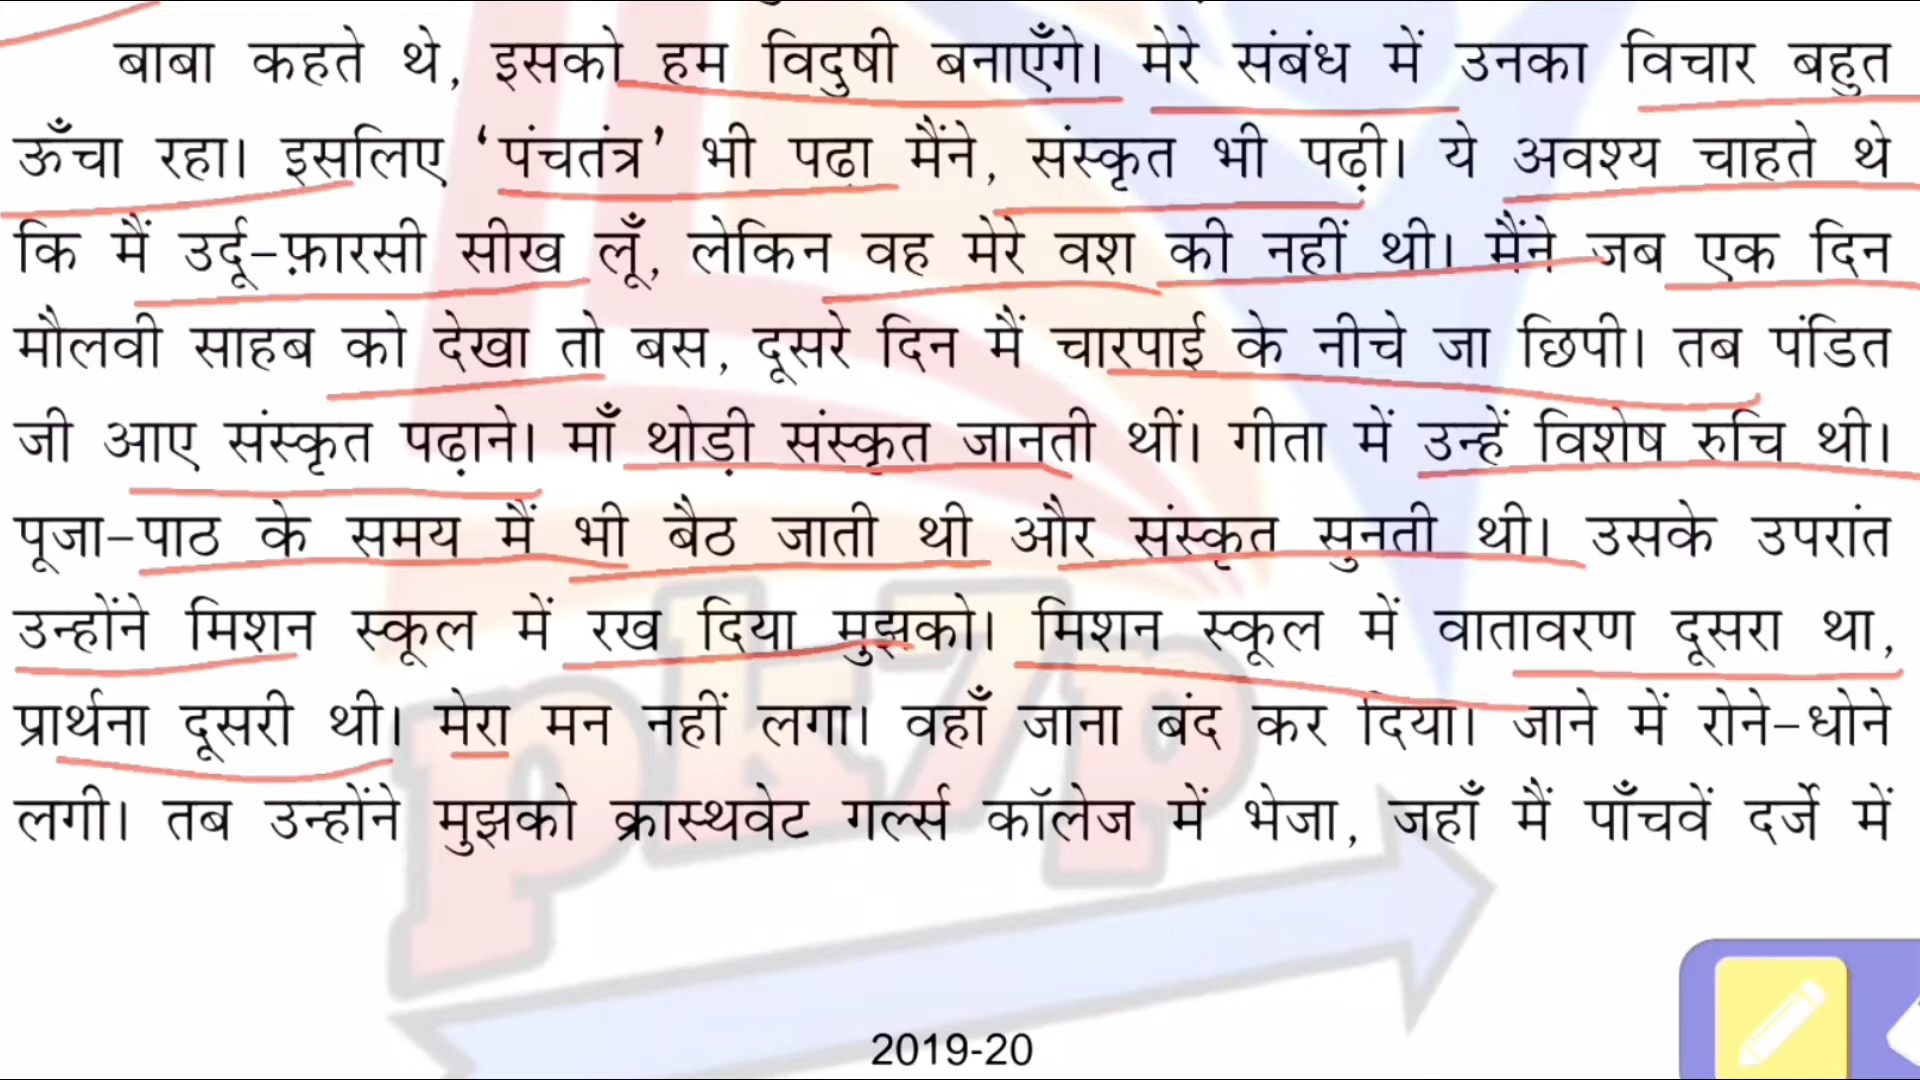 बाबा कहते थे, इसको हम विदुषी बनाएँगे। मेरे संबंध में उनका विचार बहुत
ऊँचा रहा। इसलिए ‘पंचतंत्र’ भी पढ़ा मैंने, संस्कृत भी पढ़ी। ये अवश्य चाहते थे
कि मैं उर्दू-फ़ारसी सीख लूँ, लेकिन वह मेरे वश की नहीं थी। मैंने जब एक दिन
मौलवी साहब को देखा तो बस, दूसरे दिन मैं चारपाई के नीचे जा छिपी। तब पंडित
जी आए संस्कृत पढ़ाने। माँ थोड़ी संस्कृत जानती थीं। गीता में उन्हें विशेष रुचि थी।
पूजा-पाठ के समय मैं भी बैठ जाती थी और संस्कृत सुनती थी। उसके उपरांत
उन्होंने मिशन स्कूल में रख दिया मुझको। मिशन स्कूल में वातावरण दूसरा था,
प्रार्थना दूसरी थी। मेरा मन नहीं लगा। वहाँ जाना बंद कर दिया। जाने में रोने-धोने
लगी। तब उन्होंने मुझको क्रास्थवेट गर्ल्स कॉलेज में भेजा, जहाँ मैं पाँचवें दर्जे में
pk7p
2019-20